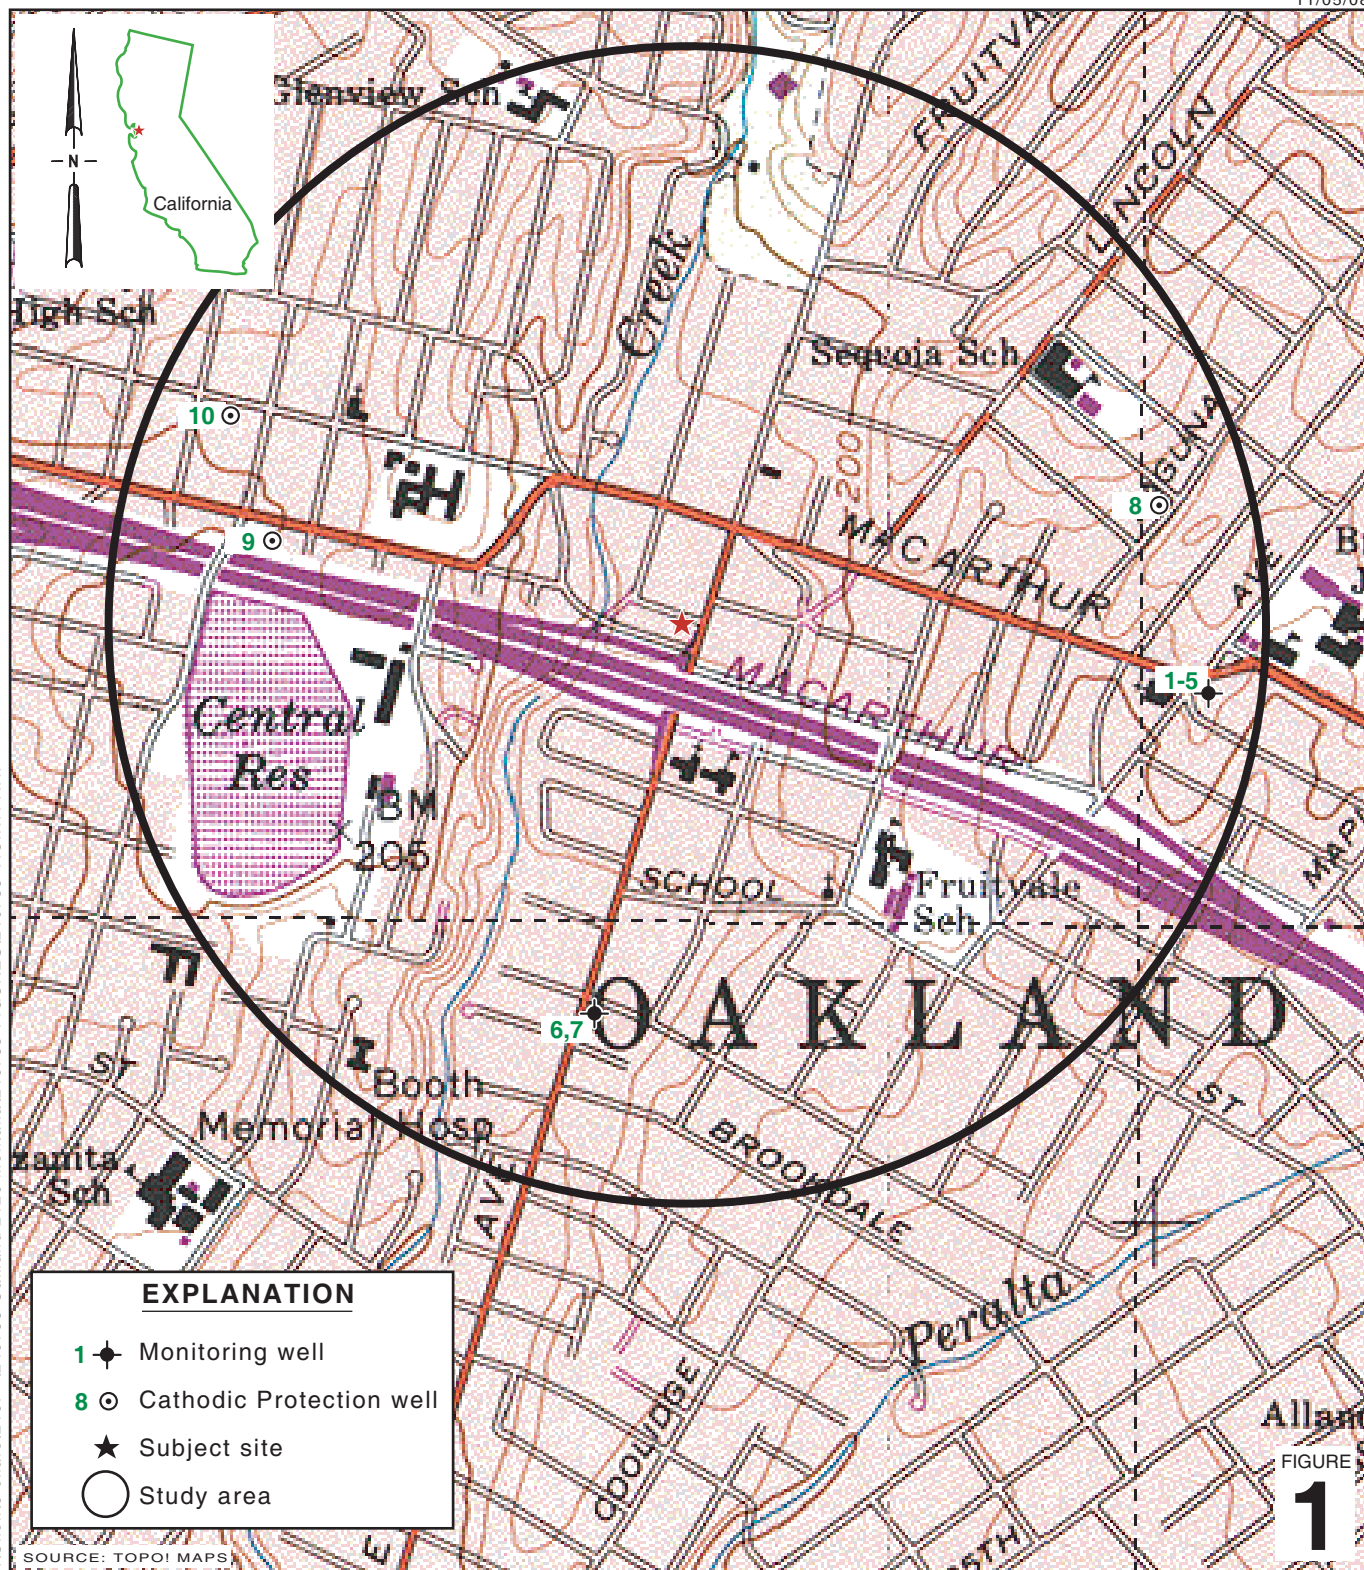 Glenview Sch
FRUITVA
LINCOLN
N
California
Creek
High Sch
Sequoia Sch
10
200
8
MACARTHUR
9
AVE
1-5
MACARTHUR
Central
Res
BM
205
SCHOOL
Fruitvale
Sch
OAKLAND
6,7
ST
Booth
Memorial Hosp
ST
BROOKDALE
zanita
Sch
AVE
Peralta
COOLIDGE
EXPLANATION
1 Monitoring well
8 Cathodic Protection well
Subject site
Study area
FIGURE
1
SOURCE: TOPO! MAPS
E